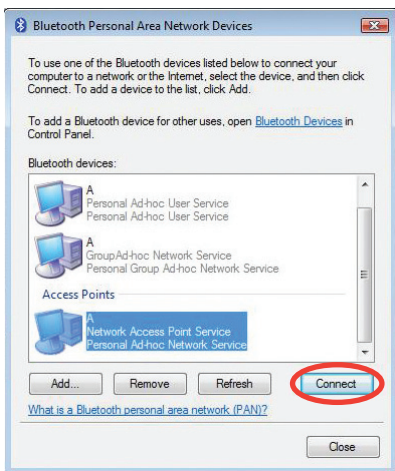 Bluetooth Personal Area Network Devices
To use one of the Bluetooth devices listed below to connect your
computer to a network or the Internet, select the device, and then click
Connect. To add a device to the list, click Add.
To add a Bluetooth device for other uses, open Bluetooth Devices in
Control Panel.
Bluetooth devices:
A
Personal Ad-hoc User Service
Personal Ad-hoc User Service
A
GroupAd-hoc Network Service
Personal Group Ad-hoc Network Service
Access Points
A
Network Access Point Service
Personal Ad-hoc Network Service
Add... Remove Refresh Connect
What is a Bluetooth personal area network (PAN)?
Close